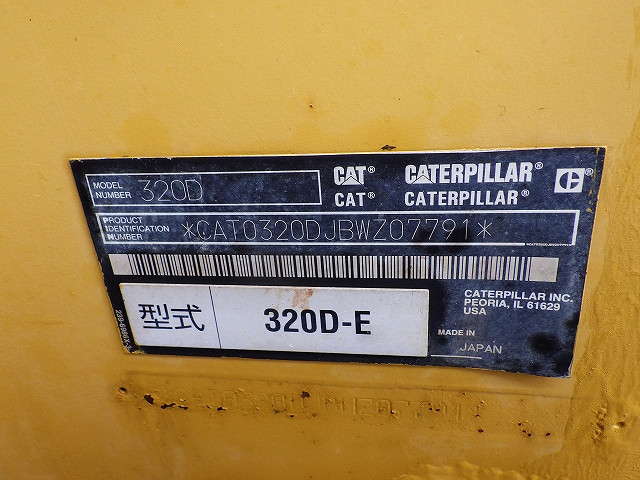 MODEL NUMBER 320D
CAT® CATERPILLAR®
CAT® CATERPILLAR®
PRODUCT IDENTIFICATION NUMBER *CAT0320DJBWZ07791*
型式 320D-E
CATERPILLAR INC.
PEORIA, IL 61629
USA
MADE IN
JAPAN